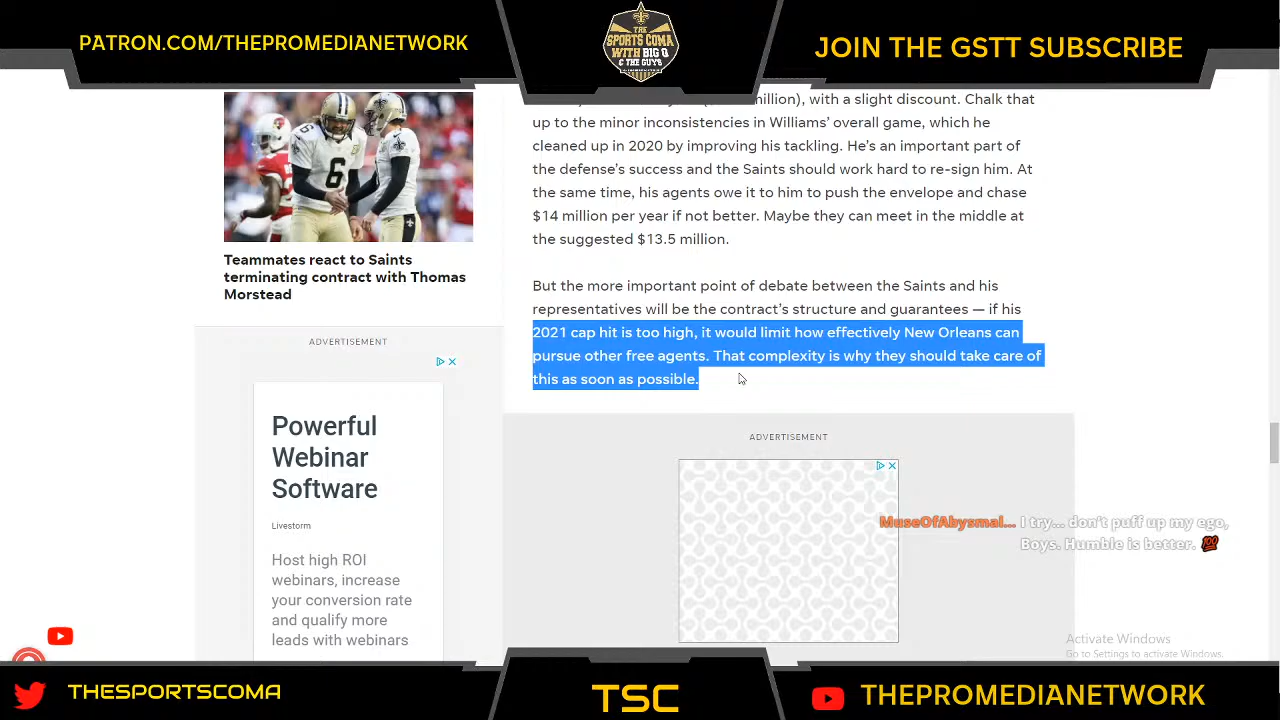 PATRON.COM/THEPROMEDIANETWORK
THE
SPORTS COMA
WITH BIG Q
& THE GUYS
JOIN THE GSTT SUBSCRIBE
million), with a slight discount. Chalk that
up to the minor inconsistencies in Williams' overall game, which he
cleaned up in 2020 by improving his tackling. He's an important part of
the defense's success and the Saints should work hard to re-sign him. At
the same time, his agents owe it to him to push the envelope and chase
$14 million per year if not better. Maybe they can meet in the middle at
the suggested $13.5 million.
But the more important point of debate between the Saints and his
representatives will be the contract's structure and guarantees — if his
2021 cap hit is too high, it would limit how effectively New Orleans can
pursue other free agents. That complexity is why they should take care of
this as soon as possible.
6
Teammates react to Saints
terminating contract with Thomas
Morstead
ADVERTISEMENT
Powerful
Webinar
Software
Livestorm
Host high ROI
webinars, increase
your conversion rate
and qualify more
leads with webinars
ADVERTISEMENT
MuseOfAbysmal... I try... don't puff up my ego,
Boys. Humble is better. 💯
Activate Windows
Go to Settings to activate Windows.
THESPORTSCOMA
TSC
THEPROMEDIANETWORK